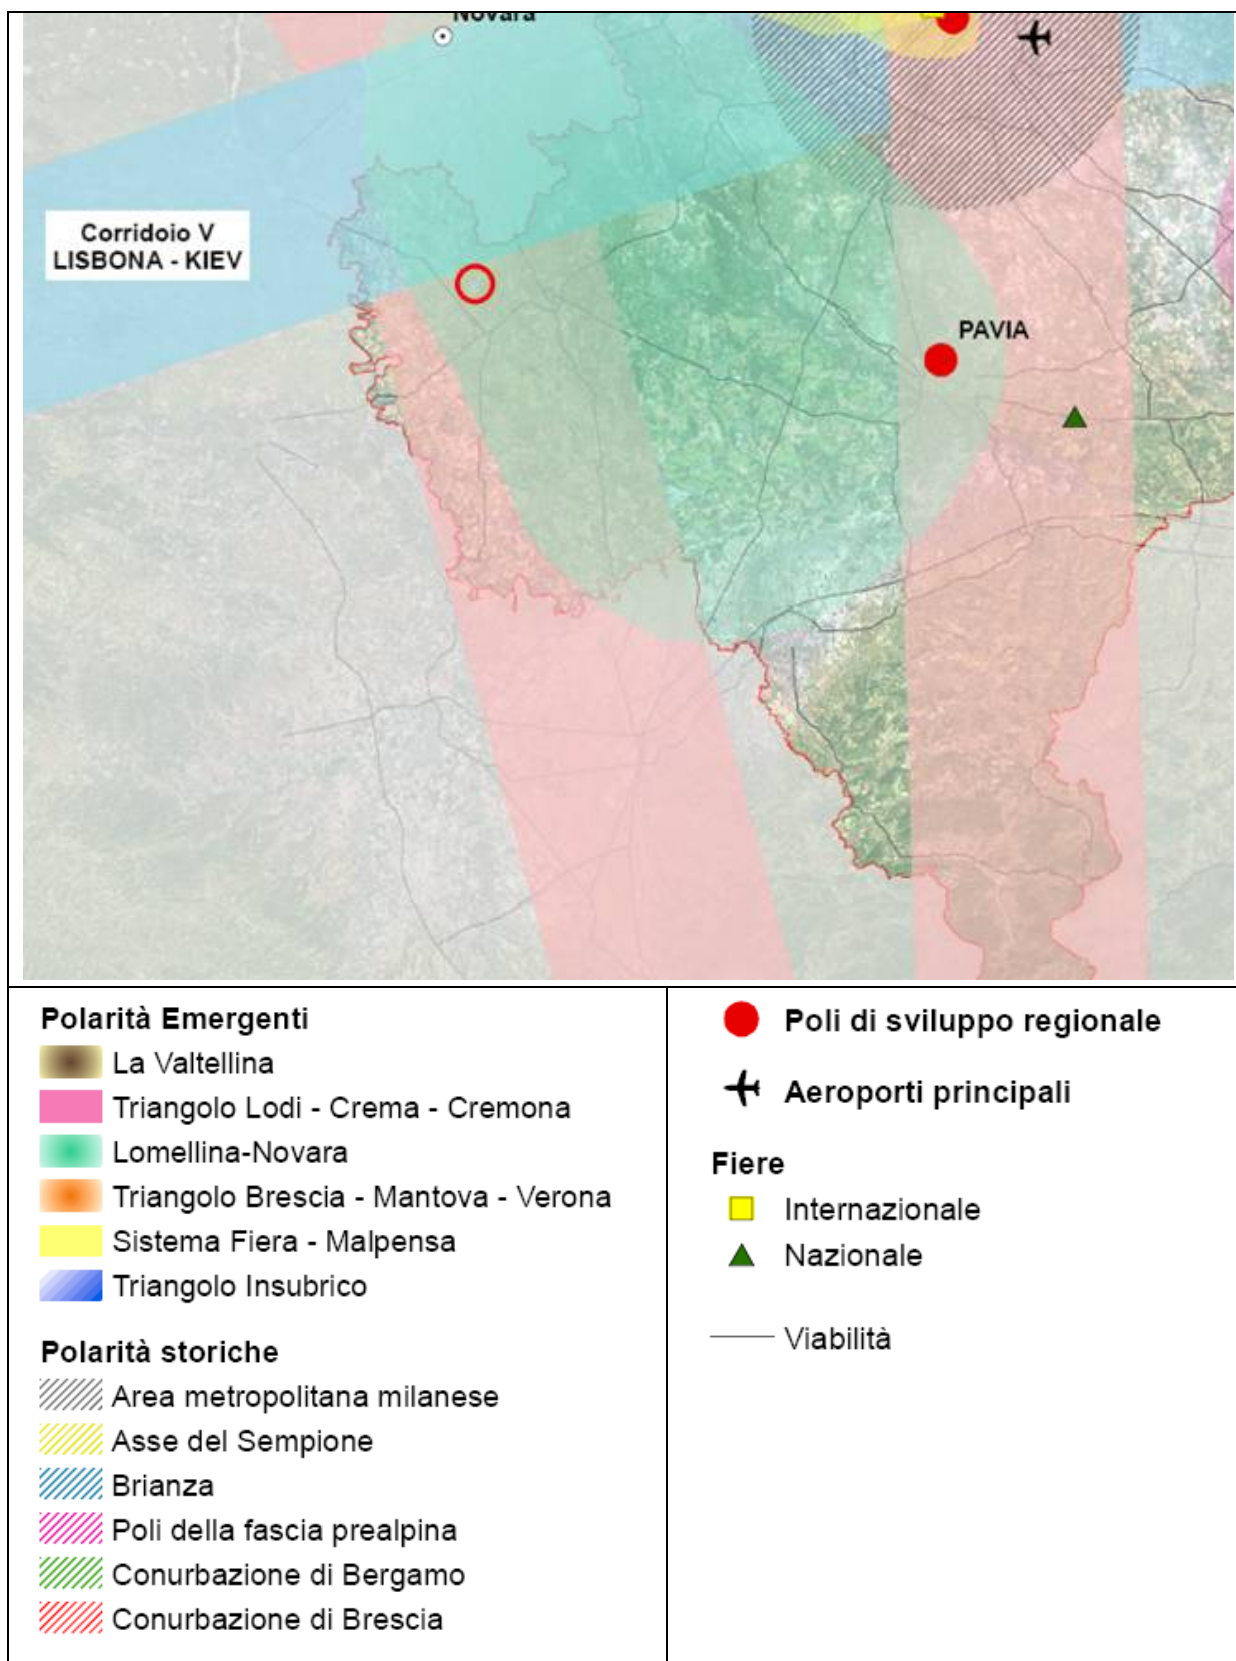 Novara
Corridoio V
LISBONA - KIEV
PAVIA
Polarità Emergenti
La Valtellina
Triangolo Lodi - Crema - Cremona
Lomellina-Novara
Triangolo Brescia - Mantova - Verona
Sistema Fiera - Malpensa
Triangolo Insubrico
Polarità storiche
Area metropolitana milanese
Asse del Sempione
Brianza
Poli della fascia prealpina
Conurbazione di Bergamo
Conurbazione di Brescia
Poli di sviluppo regionale
Aeroporti principali
Fiere
Internazionale
Nazionale
Viabilità